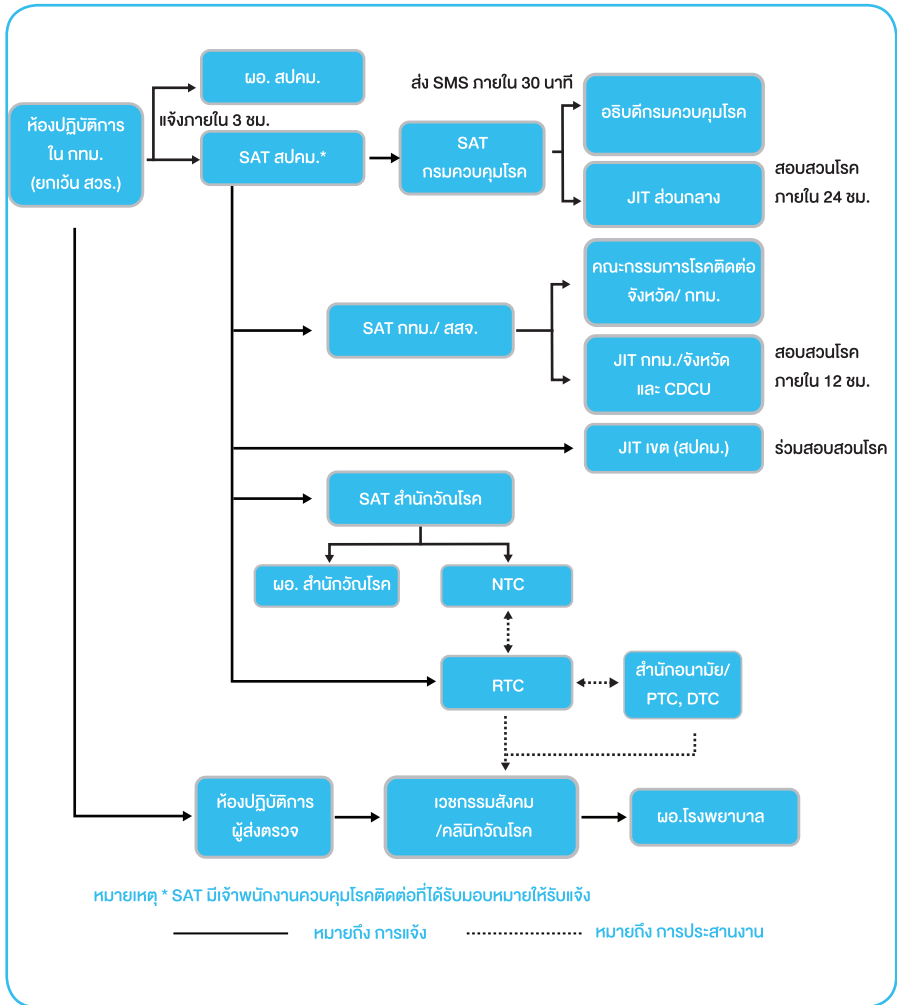 ห้องปฏิบัติการ
ใน กทม.
(ยกเว้น สวร.)
ผอ. สปคม.
แจ้งภายใน 3 ชม.
SAT สปคม.*
SAT
กรมควบคุมโรค
ส่ง SMS ภายใน 30 นาที
อธิบดีกรมควบคุมโรค
JIT ส่วนกลาง
สอบสวนโรค
ภายใน 24 ชม.
SAT กทม./ สสจ.
คณะกรรมการโรคติดต่อ
จังหวัด/ กทม.
JIT กทม./จังหวัด
และ CDCU
สอบสวนโรค
ภายใน 12 ชม.
JIT เขต (สปคม.)
ร่วมสอบสวนโรค
SAT สำนักวัณโรค
ผอ. สำนักวัณโรค
NTC
RTC
สำนักอนามัย/
PTC, DTC
ห้องปฏิบัติการ
ผู้ส่งตรวจ
เวชกรรมสังคม
/คลินิกวัณโรค
ผอ.โรงพยาบาล
หมายเหตุ * SAT มีเจ้าพนักงานควบคุมโรคติดต่อที่ได้รับมอบหมายให้รับแจ้ง
หมายถึง การแจ้ง
หมายถึง การประสานงาน